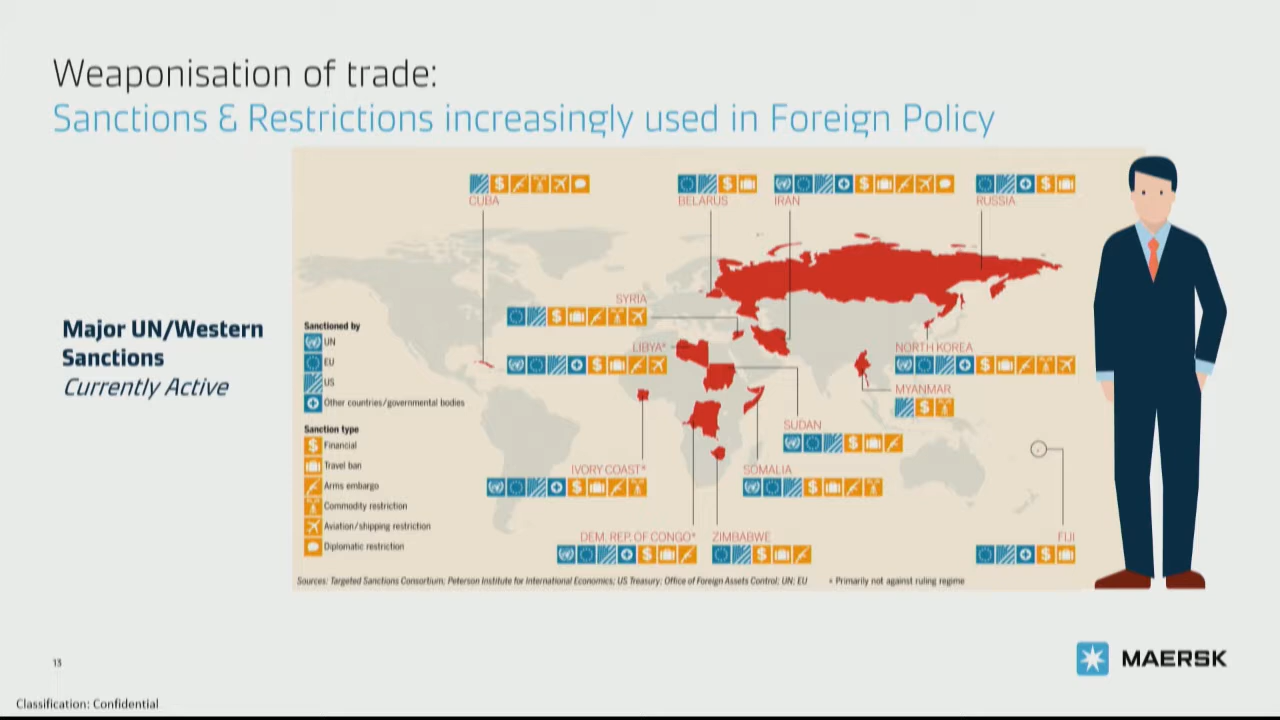 Weaponisation of trade:
Sanctions & Restrictions increasingly used in Foreign Policy
Major UN/Western
Sanctions
Currently Active
CUBA
BELARUS
IRAN
RUSSIA
SYRIA
LIBYA*
NORTH KOREA
MYANMAR
SUDAN
IVORY COAST*
SOMALIA
DEM. REP. OF CONGO*
ZIMBABWE
FIJI
Sanctioned by
UN
EU
US
Other countries/governmental bodies
Sanction type
Financial
Travel ban
Arms embargo
Commodity restriction
Aviation/shipping restriction
Diplomatic restriction
Sources: Targeted Sanctions Consortium; Peterson Institute for International Economics; US Treasury; Office of Foreign Assets Control; UN; EU
* Primarily not against ruling regime
13
MAERSK
Classification: Confidential